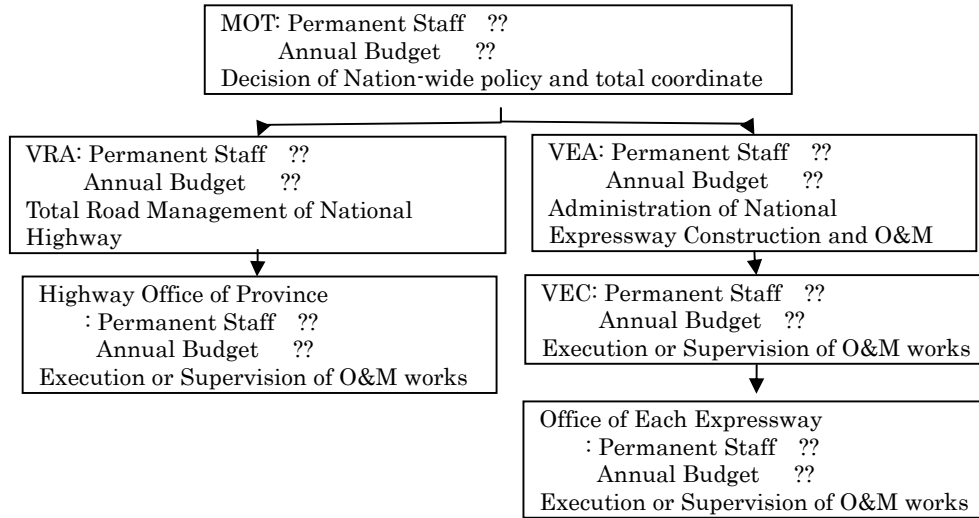 MOT: Permanent Staff ??
Annual Budget ??
Decision of Nation-wide policy and total coordinate
VRA: Permanent Staff ??
Annual Budget ??
Total Road Management of National
Highway
Highway Office of Province
: Permanent Staff ??
Annual Budget ??
Execution or Supervision of O&M works
VEA: Permanent Staff ??
Annual Budget ??
Administration of National
Expressway Construction and O&M
VEC: Permanent Staff ??
Annual Budget ??
Execution or Supervision of O&M works
Office of Each Expressway
: Permanent Staff ??
Annual Budget ??
Execution or Supervision of O&M works